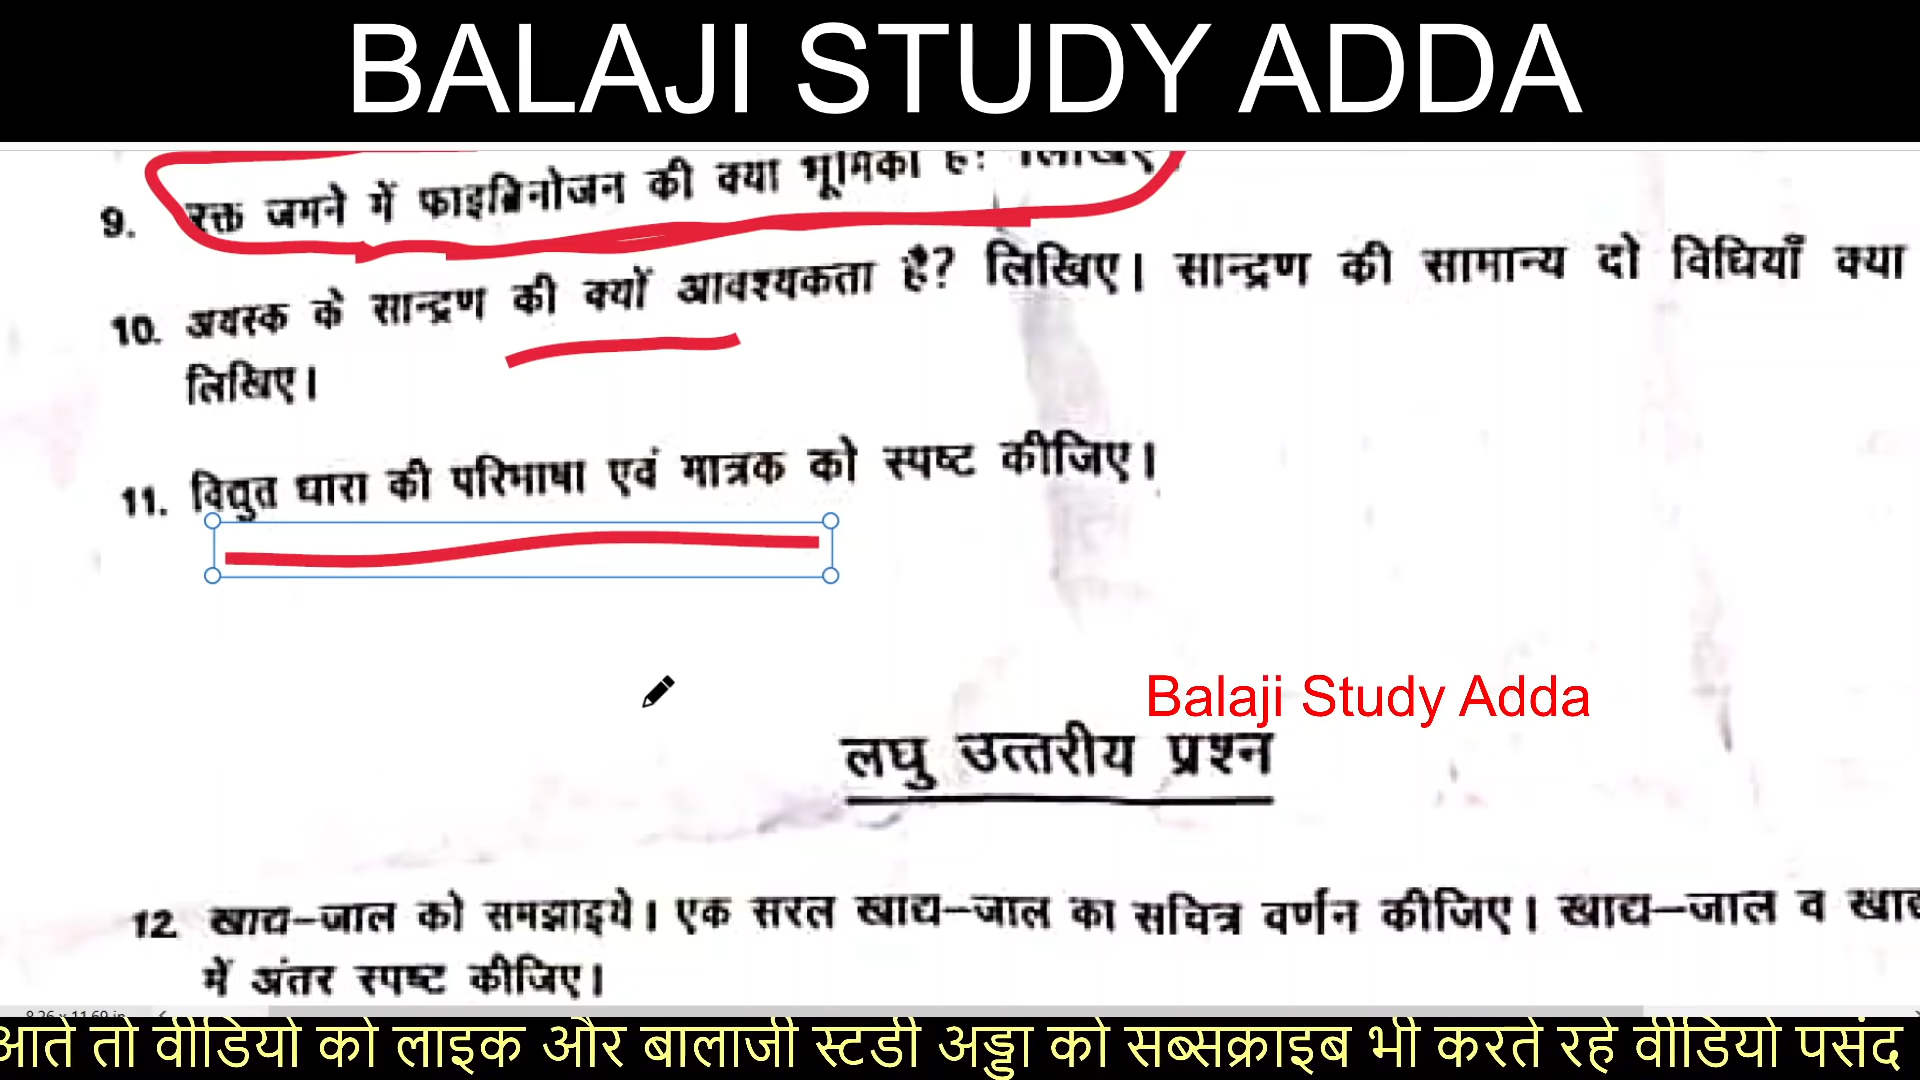 BALAJI STUDY ADDA
9. रक्त जमने में फाइब्रिनोजन की क्या भूमिका है? लिखिए
10. अयस्क के सान्द्रण की क्यों आवश्यकता है? लिखिए। सान्द्रण की सामान्य दो विधियाँ क्या
लिखिए।
11. विद्युत धारा की परिभाषा एवं मात्रक को स्पष्ट कीजिए।
Balaji Study Adda
लघु उत्तरीय प्रश्न
12. खाद्य–जाल को समझाइये। एक सरल खाद्य–जाल का सचित्र वर्णन कीजिए। खाद्य–जाल व
में अंतर स्पष्ट कीजिए।
आते तो वीडियो को लाइक और बालाजी स्टडी अड्डा को सब्सक्राइब भी करते रहे वीडियो पसंद